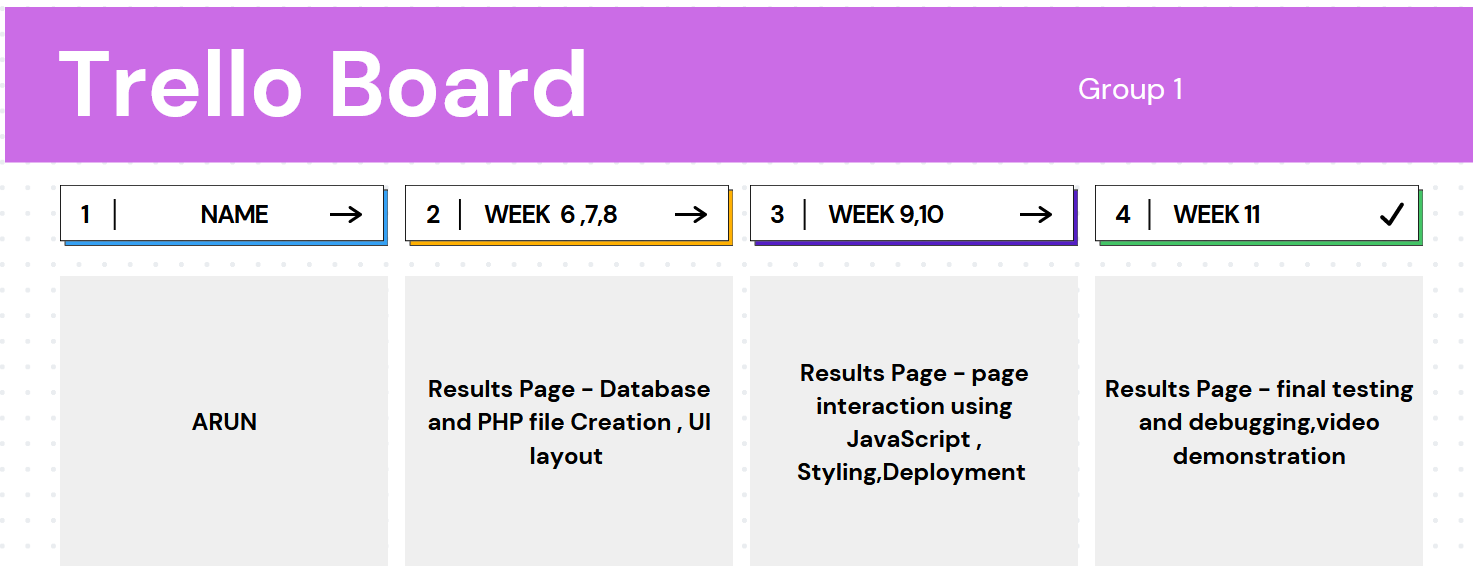 Trello Board
Group 1
1 NAME
2 WEEK 6 ,7,8
3 WEEK 9,10
4 WEEK 11
ARUN
Results Page - Database
and PHP file Creation , UI
layout
Results Page - page
interaction using
JavaScript ,
Styling,Deployment
Results Page - final testing
and debugging,video
demonstration